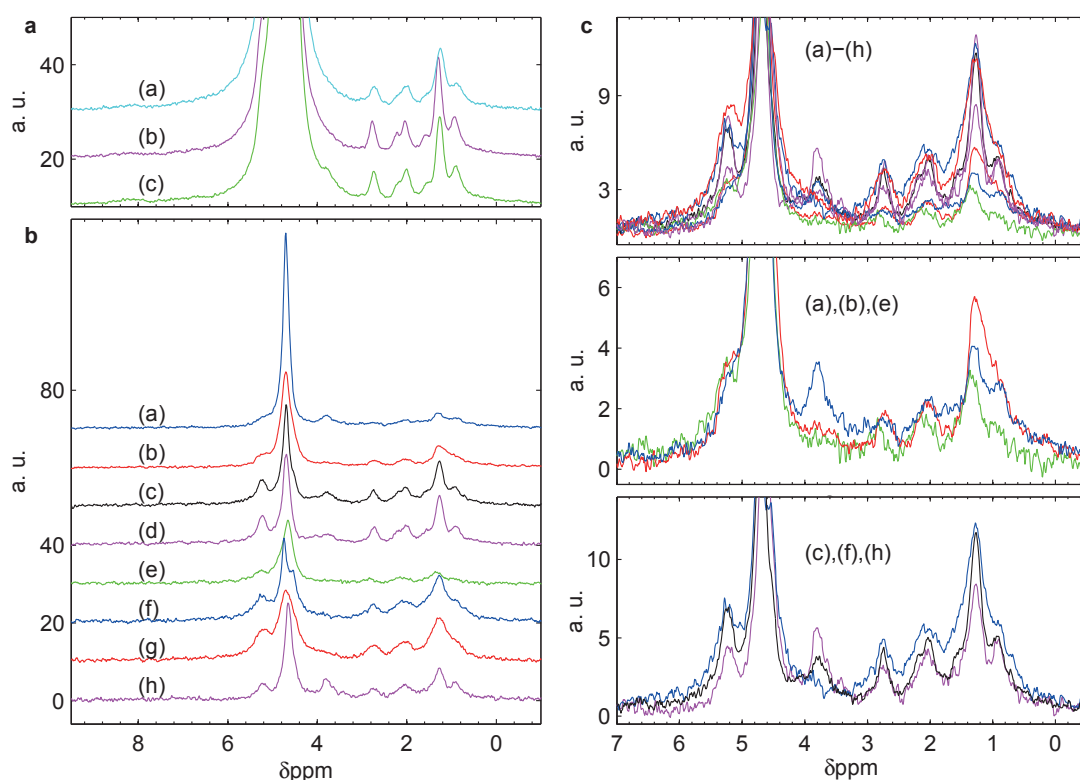 a
40
20
a. u.
(a)
(b)
(c)
b
80
40
20
0
a. u.
(a)
(b)
(c)
(d)
(e)
(f)
(g)
(h)
8 6 4 2 0
δppm
c
9
3
a. u.
(a)−(h)
6
4
2
0
a. u.
(a),(b),(e)
10
5
0
a. u.
(c),(f),(h)
7 6 5 4 3 2 1 0
δppm